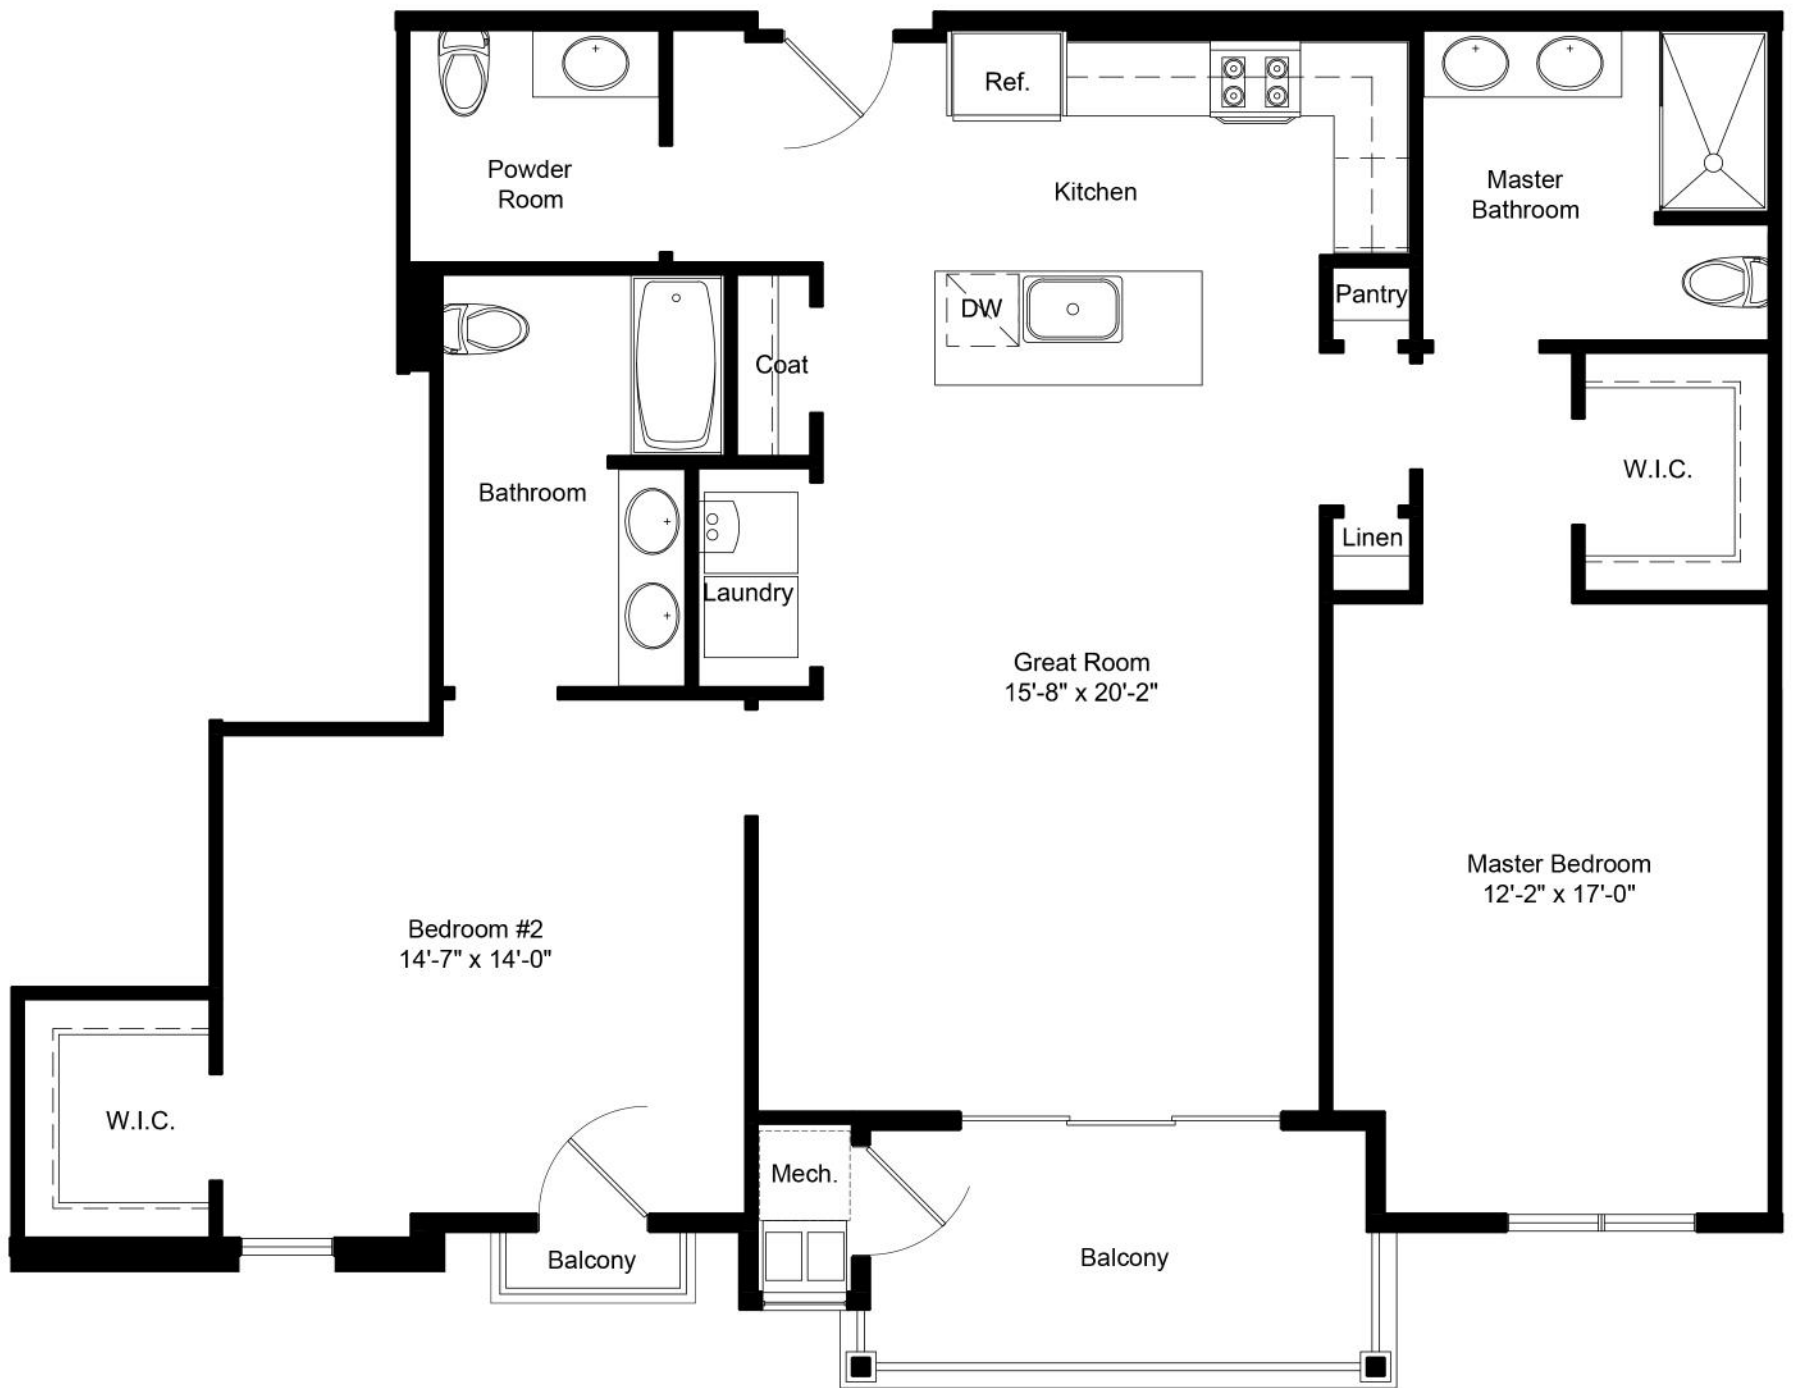 Ref.
Powder
Room
Kitchen
Master
Bathroom
Pantry
DW
Coat
W.I.C.
Bathroom
Linen
Laundry
Great Room
15'-8" x 20'-2"
Master Bedroom
12'-2" x 17'-0"
Bedroom #2
14'-7" x 14'-0"
W.I.C.
Mech.
Balcony
Balcony